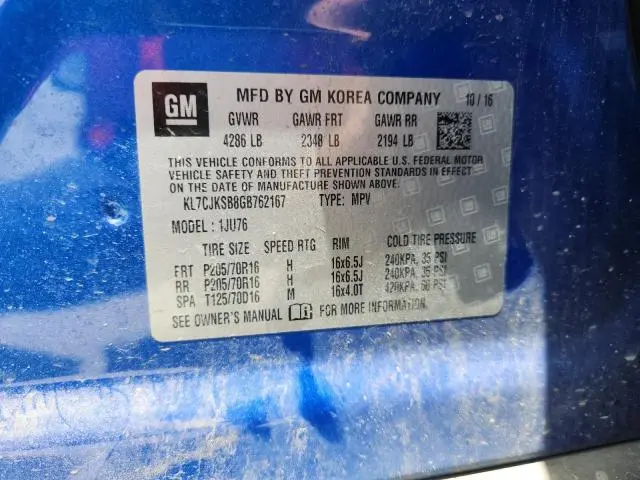 GM MFD BY GM KOREA COMPANY 10 / 16
GVWR GAWR FRT GAWR RR
4286 LB 2348 LB 2194 LB
THIS VEHICLE CONFORMS TO ALL APPLICABLE U.S. FEDERAL MOTOR
VEHICLE SAFETY AND THEFT PREVENTION STANDARDS IN EFFECT ON
DATE OF MANUFACTURE SHOWN ABOVE.
KL7CJKSB8GB762167 TYPE: MPV
MODEL: 1JU76
TIRE SIZE SPEED RTG RIM COLD TIRE PRESSURE
FRT P205/70R16 H 16x6.5J 240KPA, 35 PSI
RR P205/70R16 H 16x6.5J 240KPA, 35 PSI
SPA T125/70D16 M 16x4.0T 420KPA, 60 PSI
SEE OWNER'S MANUAL FOR MORE INFORMATION.